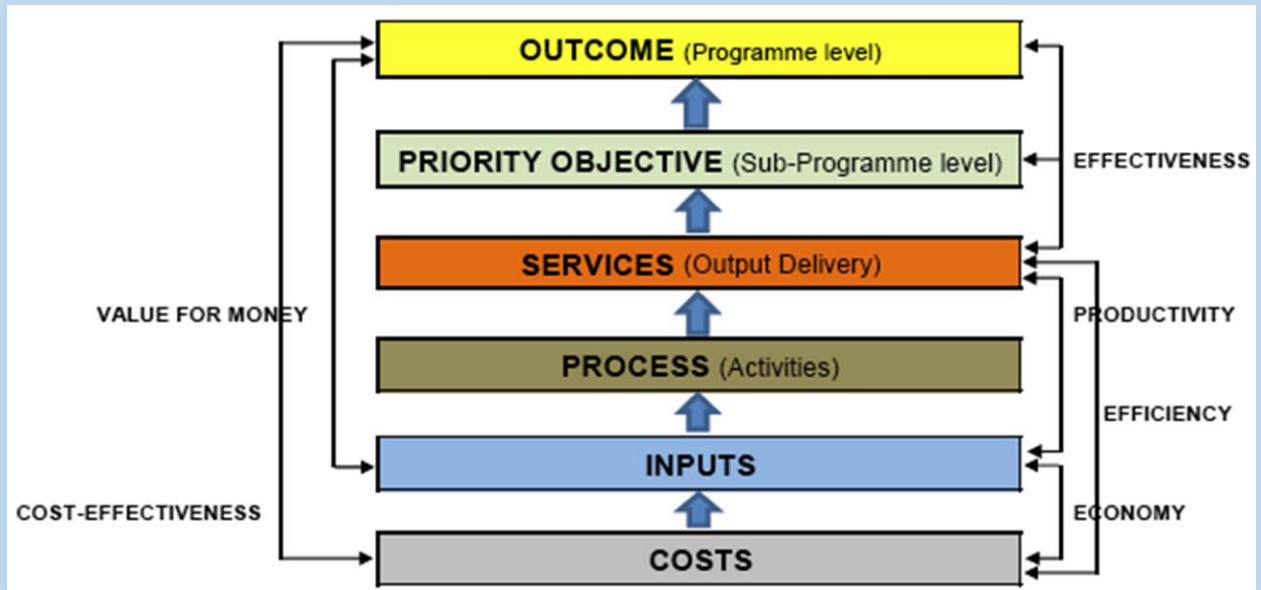 OUTCOME (Programme level)
PRIORITY OBJECTIVE (Sub-Programme level)
EFFECTIVENESS
SERVICES (Output Delivery)
VALUE FOR MONEY
PRODUCTIVITY
PROCESS (Activities)
EFFICIENCY
INPUTS
COST-EFFECTIVENESS
ECONOMY
COSTS